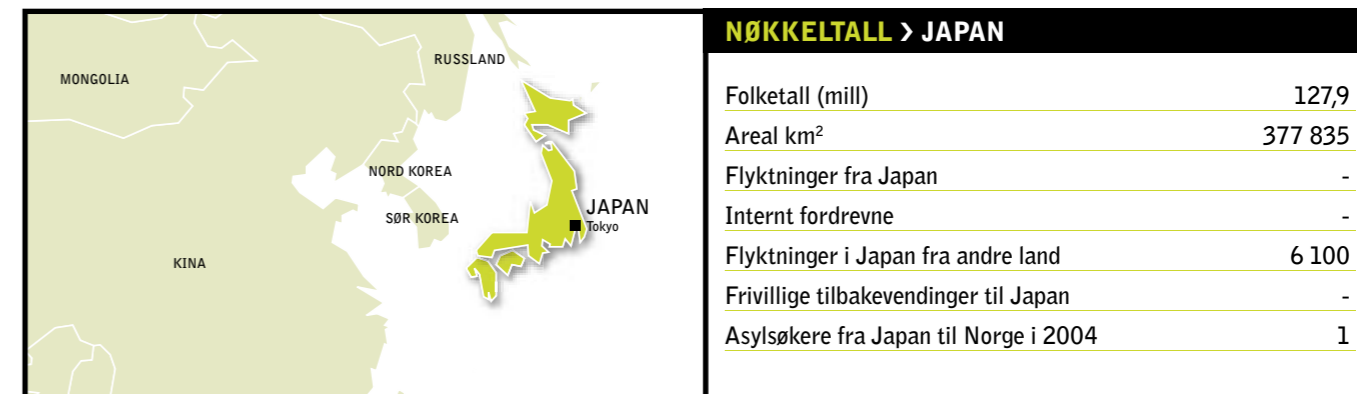 MONGOLIA
RUSSLAND
NORD KOREA
SØR KOREA
JAPAN
Tokyo
KINA
NØKKELTALL › JAPAN
Folketall (mill) 127,9
Areal km² 377 835
Flyktninger fra Japan -
Internt fordrevne -
Flyktninger i Japan fra andre land 6 100
Frivillige tilbakevendinger til Japan -
Asylsøkere fra Japan til Norge i 2004 1